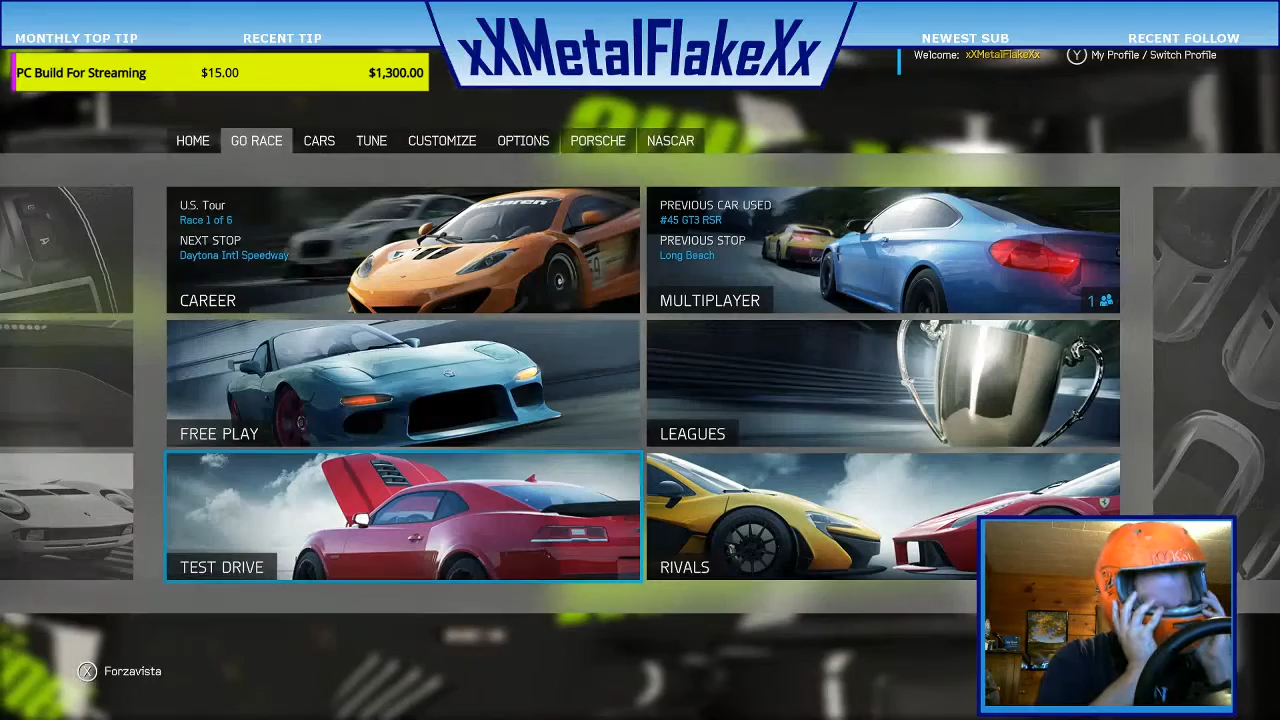 MONTHLY TOP TIP
RECENT TIP
xXMetalFlakeXx
NEWEST SUB
RECENT FOLLOW
PC Build For Streaming
$15.00
$1,300.00
Welcome: xXMetalFlakeXx
Y My Profile / Switch Profile
HOME
GO RACE
CARS
TUNE
CUSTOMIZE
OPTIONS
PORSCHE
NASCAR
U.S. Tour
Race 1 of 6
NEXT STOP
Daytona Intl Speedway
CAREER
PREVIOUS CAR USED
#45 GT3 RSR
PREVIOUS STOP
Long Beach
MULTIPLAYER
1
FREE PLAY
LEAGUES
TEST DRIVE
RIVALS
X Forzavista